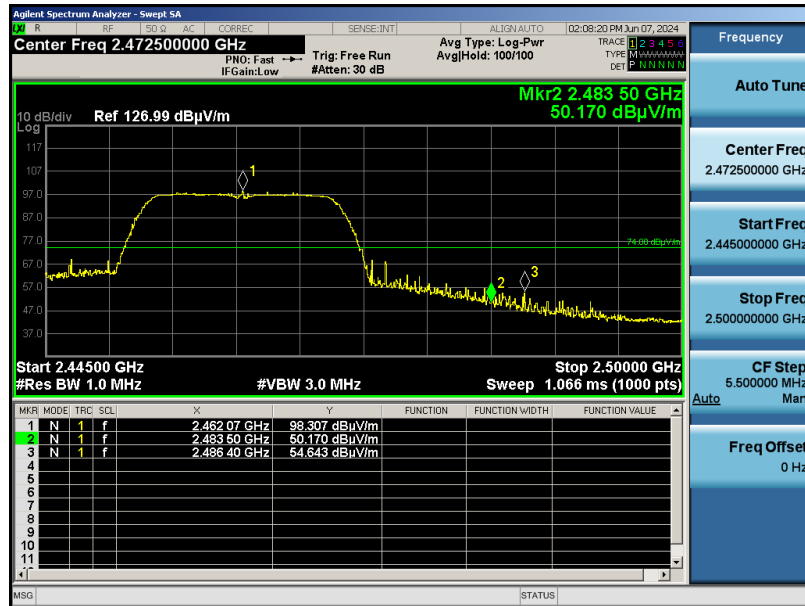 Agilent Spectrum Analyzer - Swept SA
LXI R RF 50 Ω AC CORREC SENSE:INT ALIGN AUTO 02:08:20 PM Jun 07, 2024
Center Freq 2.472500000 GHz
PNO: Fast
IFGain:Low
Trig: Free Run
#Atten: 30 dB
Avg Type: Log-Pwr
Avg|Hold: 100/100
TRACE 1 2 3 4 5 6
TYPE M WWWWW
DET P N N N N N
Mkr2 2.483 50 GHz
50.170 dBµV/m
10 dB/div Ref 126.99 dBµV/m
Log
117
107
97.0
87.0
77.0
67.0
57.0
47.0
37.0
1
2
3
74.00 dBµV/m
Start 2.44500 GHz Stop 2.50000 GHz
#Res BW 1.0 MHz #VBW 3.0 MHz Sweep 1.066 ms (1000 pts)
MKR MODE TRC SCL X Y FUNCTION FUNCTION WIDTH FUNCTION VALUE
1 N 1 f 2.462 07 GHz 98.307 dBµV/m
2 N 1 f 2.483 50 GHz 50.170 dBµV/m
3 N 1 f 2.486 40 GHz 54.643 dBµV/m
4
5
6
7
8
9
10
11
MSG STATUS
Frequency
Auto Tune
Center Freq
2.472500000 GHz
Start Freq
2.445000000 GHz
Stop Freq
2.500000000 GHz
CF Step
5.500000 MHz
Auto Man
Freq Offset
0 Hz